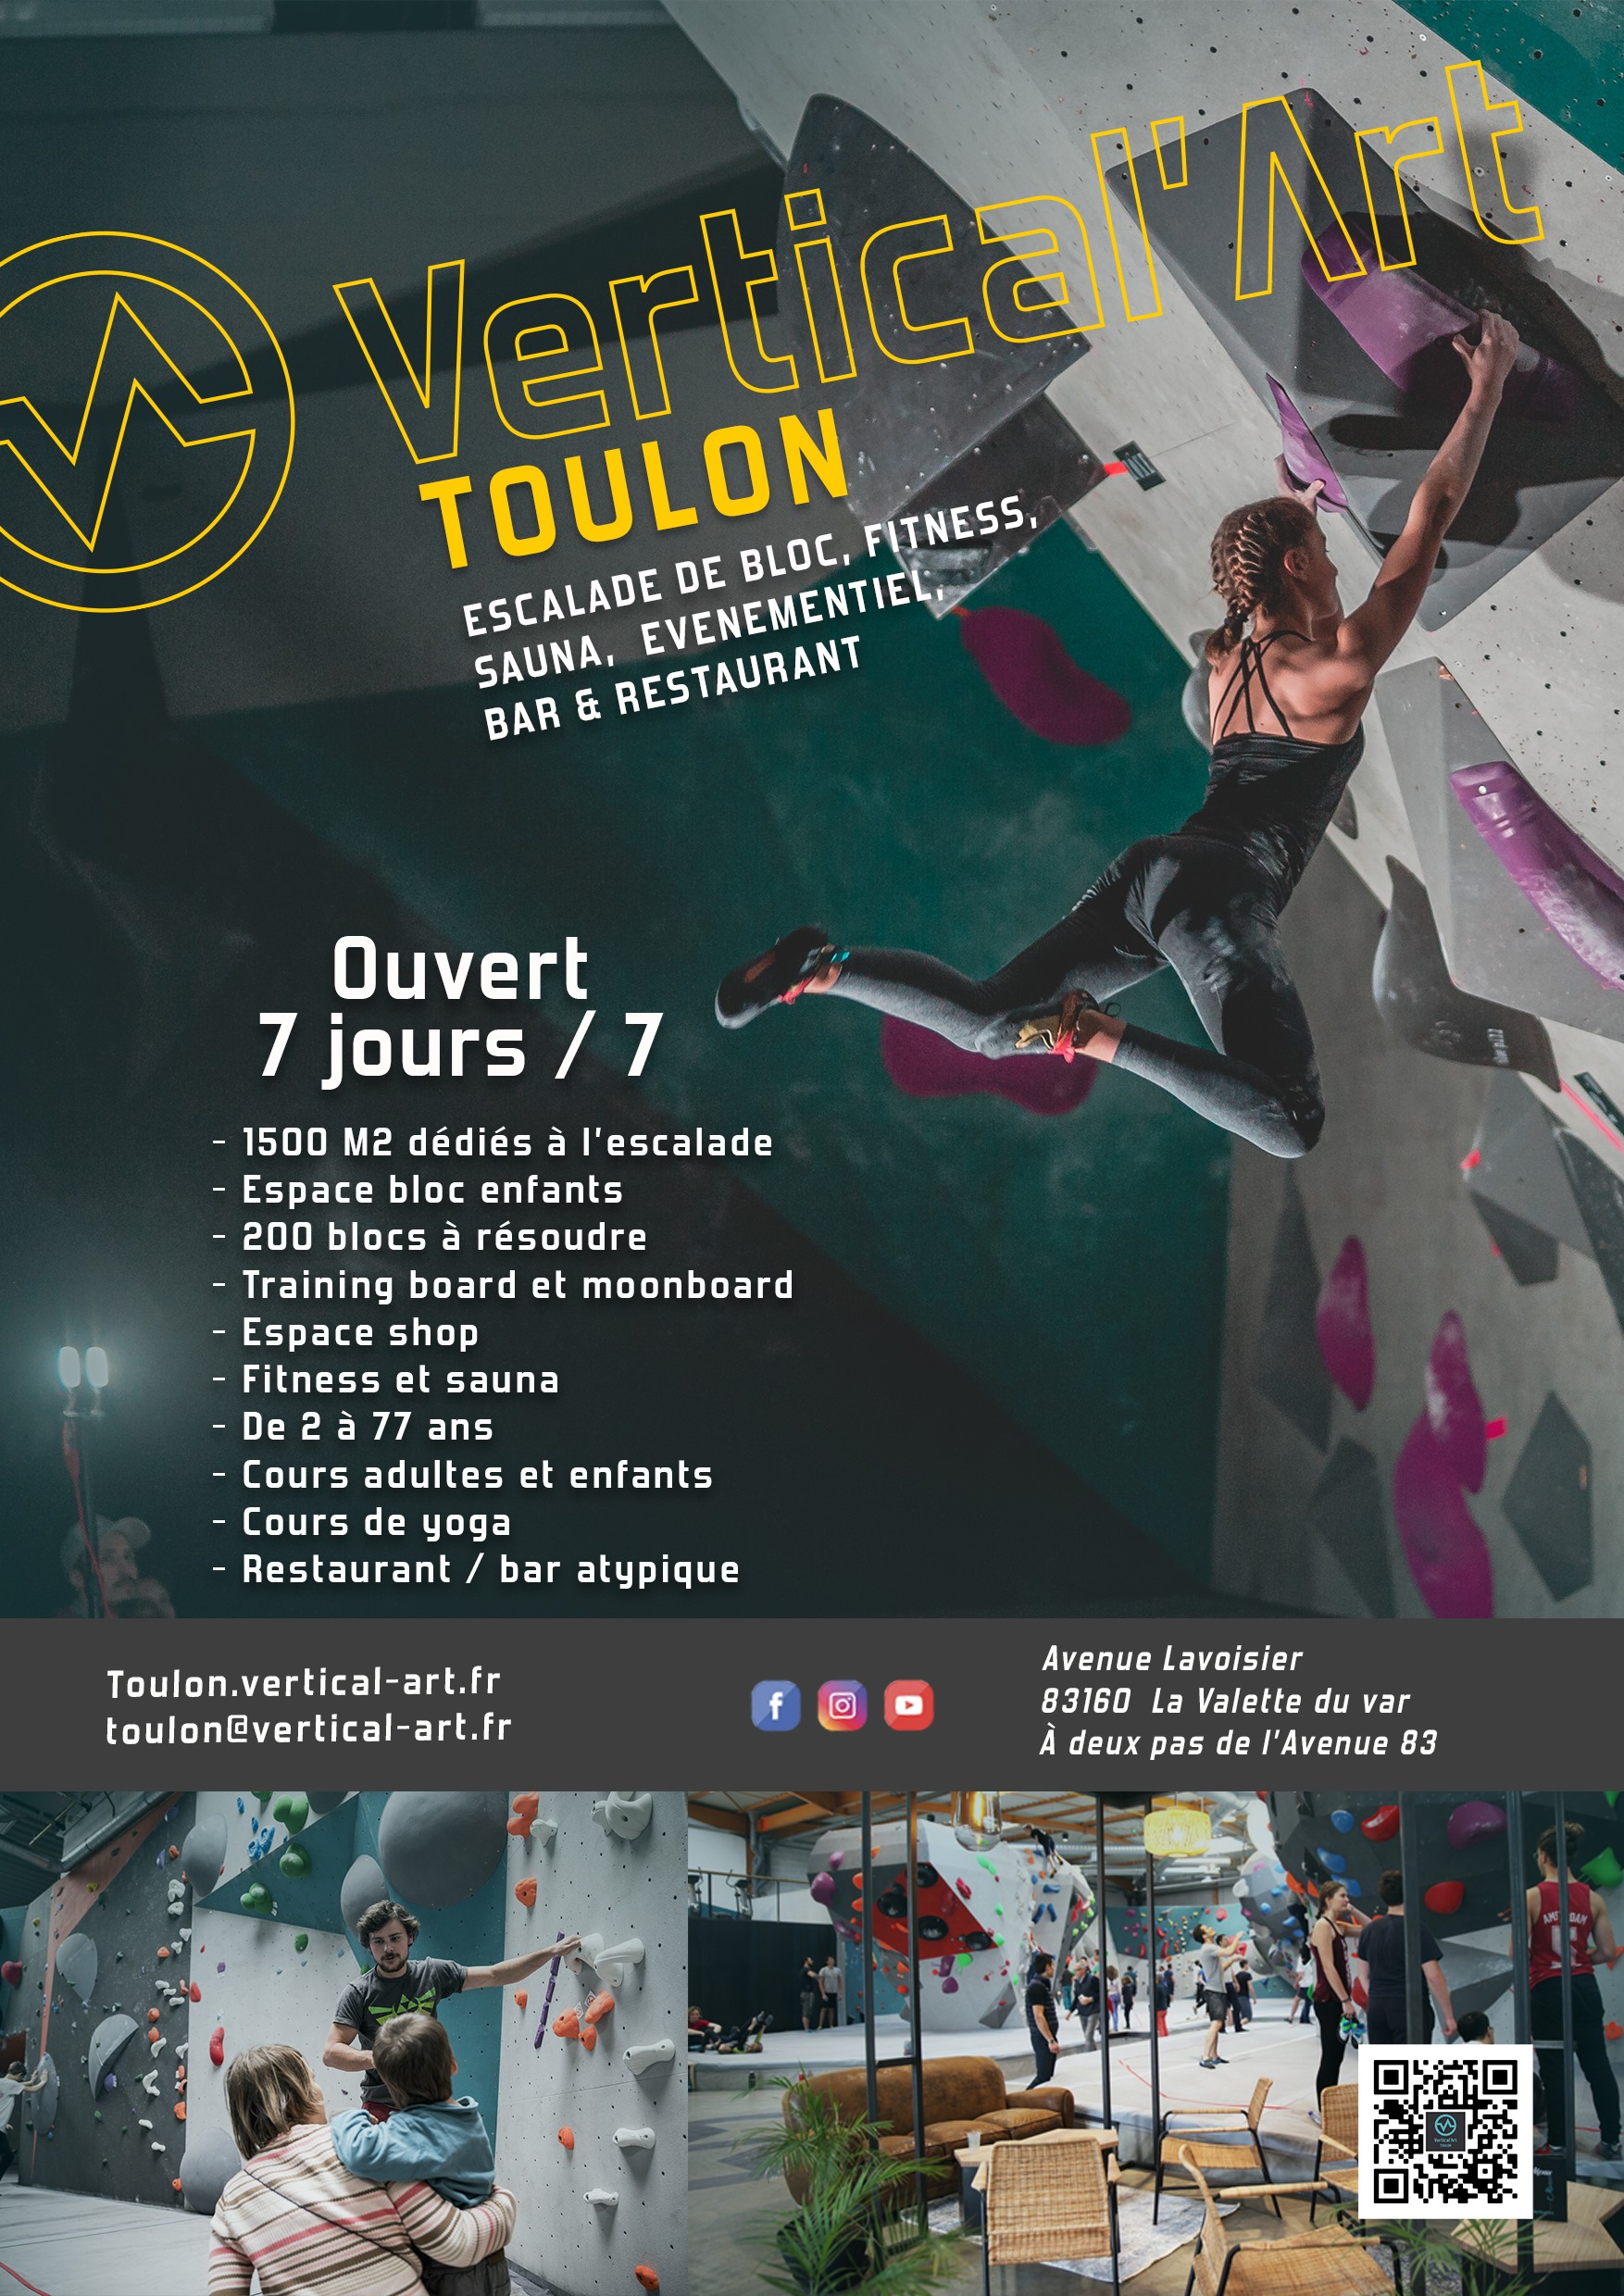 Vertical'Art
TOULON
ESCALADE DE BLOC, FITNESS,
SAUNA, EVENEMENTIEL,
BAR & RESTAURANT
Ouvert
7 jours / 7
- 1500 M2 dédiés à l'escalade
- Espace bloc enfants
- 200 blocs à résoudre
- Training board et moonboard
- Espace shop
- Fitness et sauna
- De 2 à 77 ans
- Cours adultes et enfants
- Cours de yoga
- Restaurant / bar atypique
Toulon.vertical-art.fr
toulon@vertical-art.fr
Avenue Lavoisier
83160 La Valette du var
À deux pas de l'Avenue 83
Vertical'Art